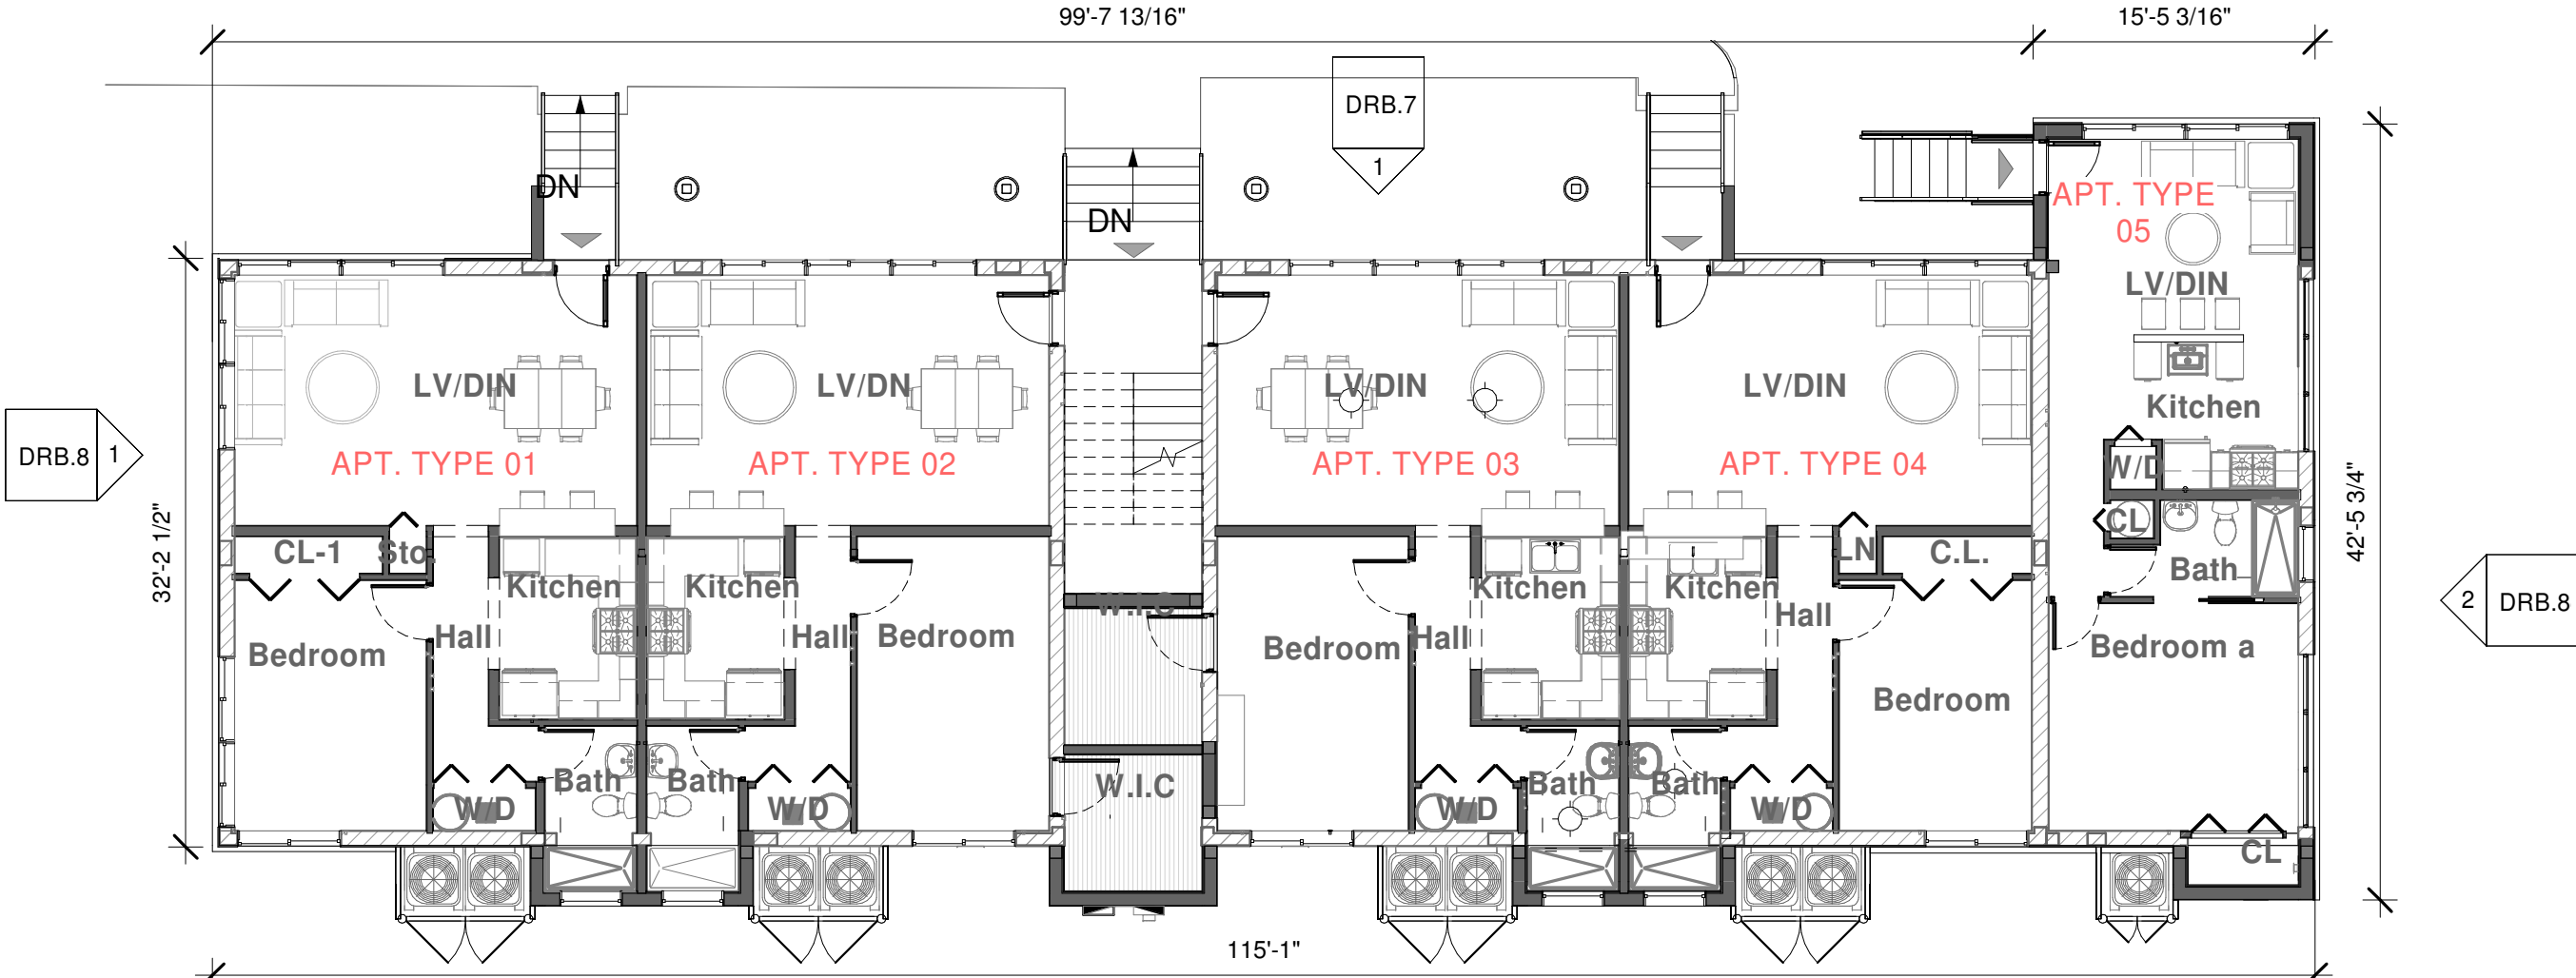 99'-7 13/16"
15'-5 3/16"
DRB.7
1
DN
DN
APT. TYPE
05
LV/DIN
LV/DIN
LV/DN
LV/DIN
LV/DIN
Kitchen
DRB.8
1
APT. TYPE 01
APT. TYPE 02
APT. TYPE 03
APT. TYPE 04
W/D
32'-2 1/2"
42'-5 3/4"
CL
CL-1
Sto.
LN
C.L.
Kitchen
Kitchen
W.I.C
Kitchen
Kitchen
Bath
2
DRB.8
Hall
Hall
Hall
Hall
Bedroom
Bedroom
Bedroom
Bedroom
Bedroom a
Bath
Bath
W.I.C
Bath
Bath
W/D
W/D
W/D
W/D
CL
115'-1"